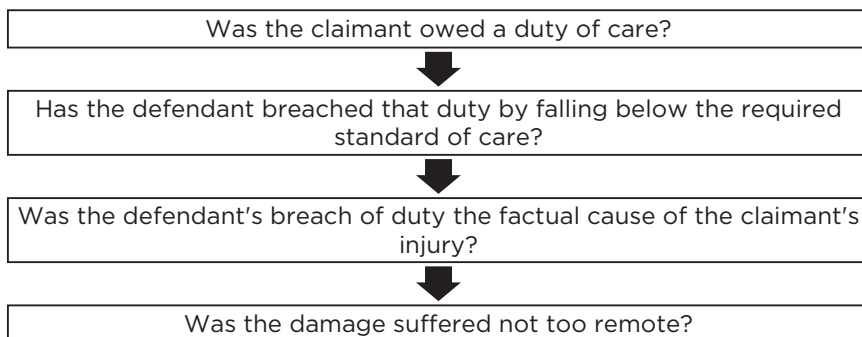 Was the claimant owed a duty of care?
Has the defendant breached that duty by falling below the required
standard of care?
Was the defendant's breach of duty the factual cause of the claimant's
injury?
Was the damage suffered not too remote?